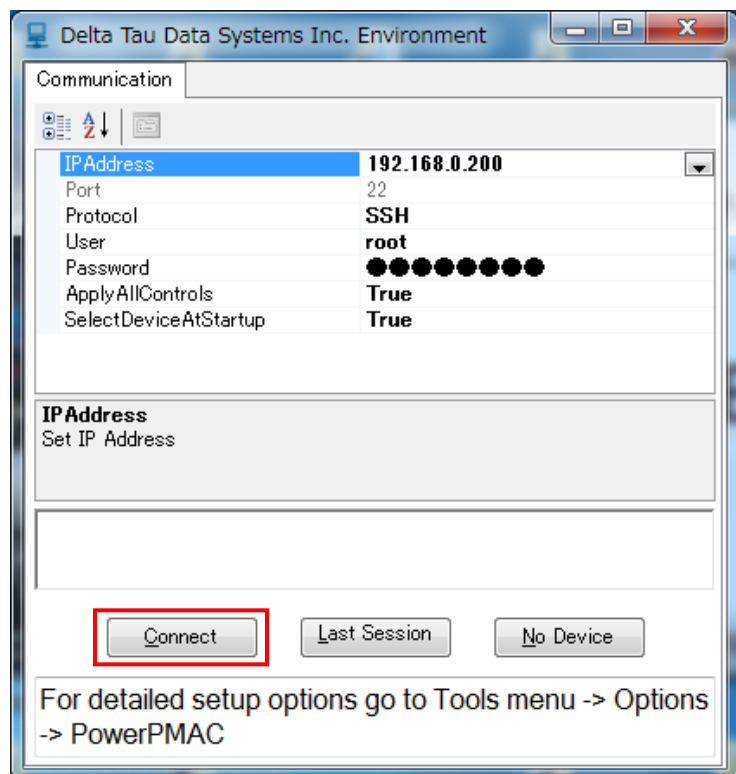 Delta Tau Data Systems Inc. Environment
Communication
IPAddress 192.168.0.200
Port 22
Protocol SSH
User root
Password ●●●●●●●●
ApplyAllControls True
SelectDeviceAtStartup True
IPAddress
Set IP Address
Connect Last Session No Device
For detailed setup options go to Tools menu -> Options
-> PowerPMAC